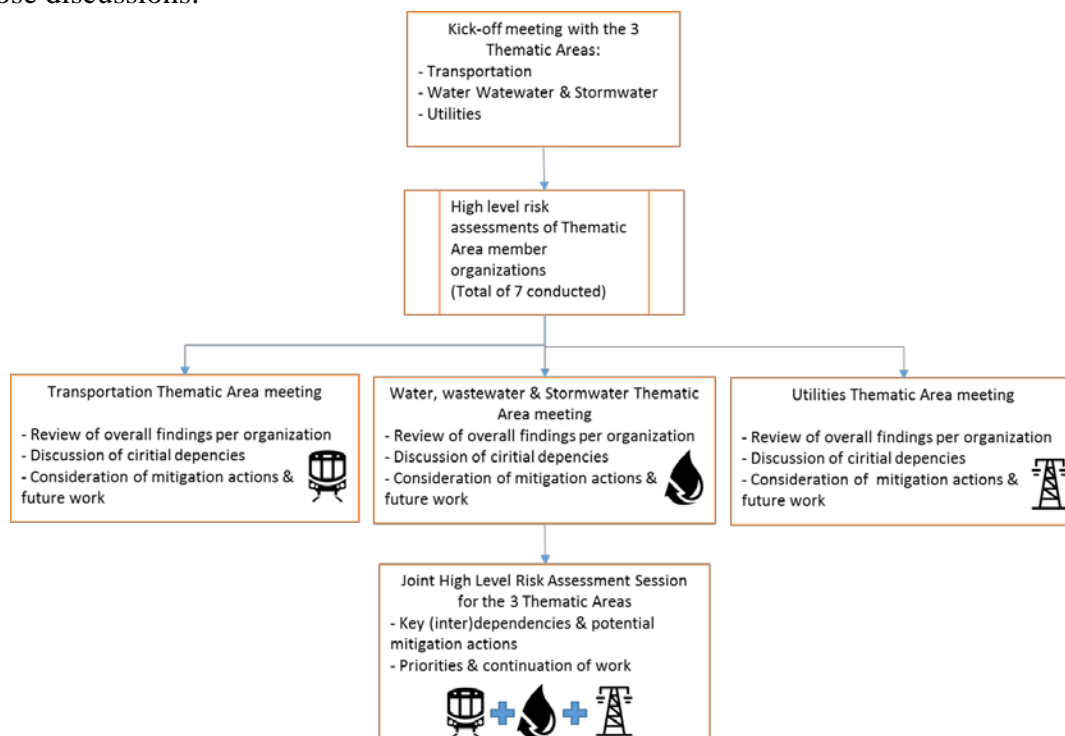 ose discussions.
Kick-off meeting with the 3
Thematic Areas:
- Transportation
- Water Watewater & Stormwater
- Utilities
High level risk
assessments of Thematic
Area member
organizations
(Total of 7 conducted)
Transportation Thematic Area meeting
- Review of overall findings per organization
- Discussion of ciritial depencies
- Consideration of mitigation actions &
future work
Water, wastewater & Stormwater Thematic
Area meeting
- Review of overall findings per organization
- Discussion of ciritial depencies
- Consideration of mitigation actions &
future work
Utilities Thematic Area meeting
- Review of overall findings per organization
- Discussion of ciritial depencies
- Consideration of mitigation actions &
future work
Joint High Level Risk Assessment Session
for the 3 Thematic Areas
- Key (inter)dependencies & potential
mitigation actions
- Priorities & continuation of work